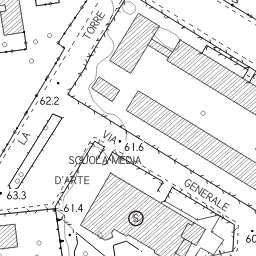 TORRE
62.2
LA
VIA
61.6
SCUOLA MEDIA
D'ARTE
63.3
61.4
GENERALE
S
60